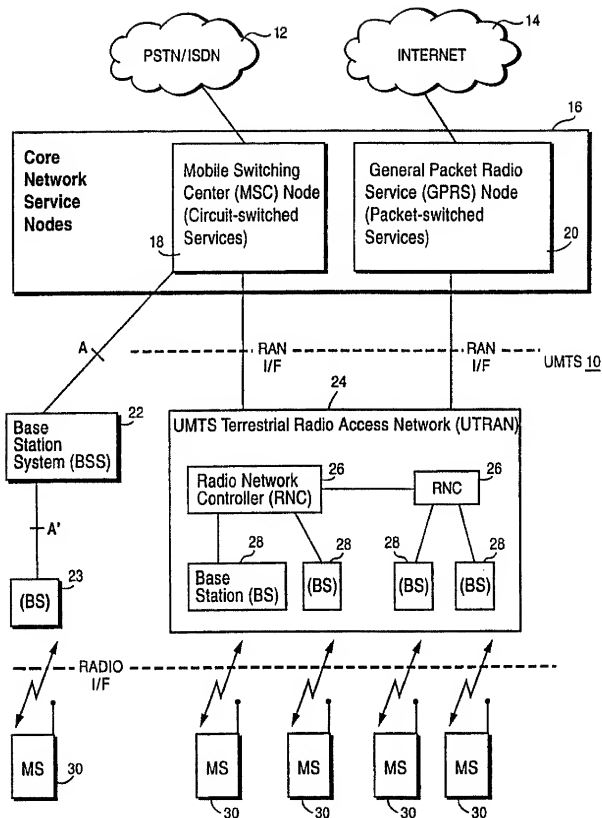 12
14
PSTN/ISDN
INTERNET
16
Core
Network
Service
Nodes
Mobile Switching
Center (MSC) Node
(Circuit-switched
Services)
18
General Packet Radio
Service (GPRS) Node
(Packet-switched
Services)
20
A
RAN
I/F
RAN
I/F
UMTS 10
22
24
Base
Station
System (BSS)
UMTS Terrestrial Radio Access Network (UTRAN)
26
Radio Network
Controller (RNC)
26
RNC
A'
23
(BS)
28
Base
Station (BS)
28
(BS)
28
(BS)
28
(BS)
RADIO
I/F
MS
30
MS
30
MS
30
MS
30
MS
30